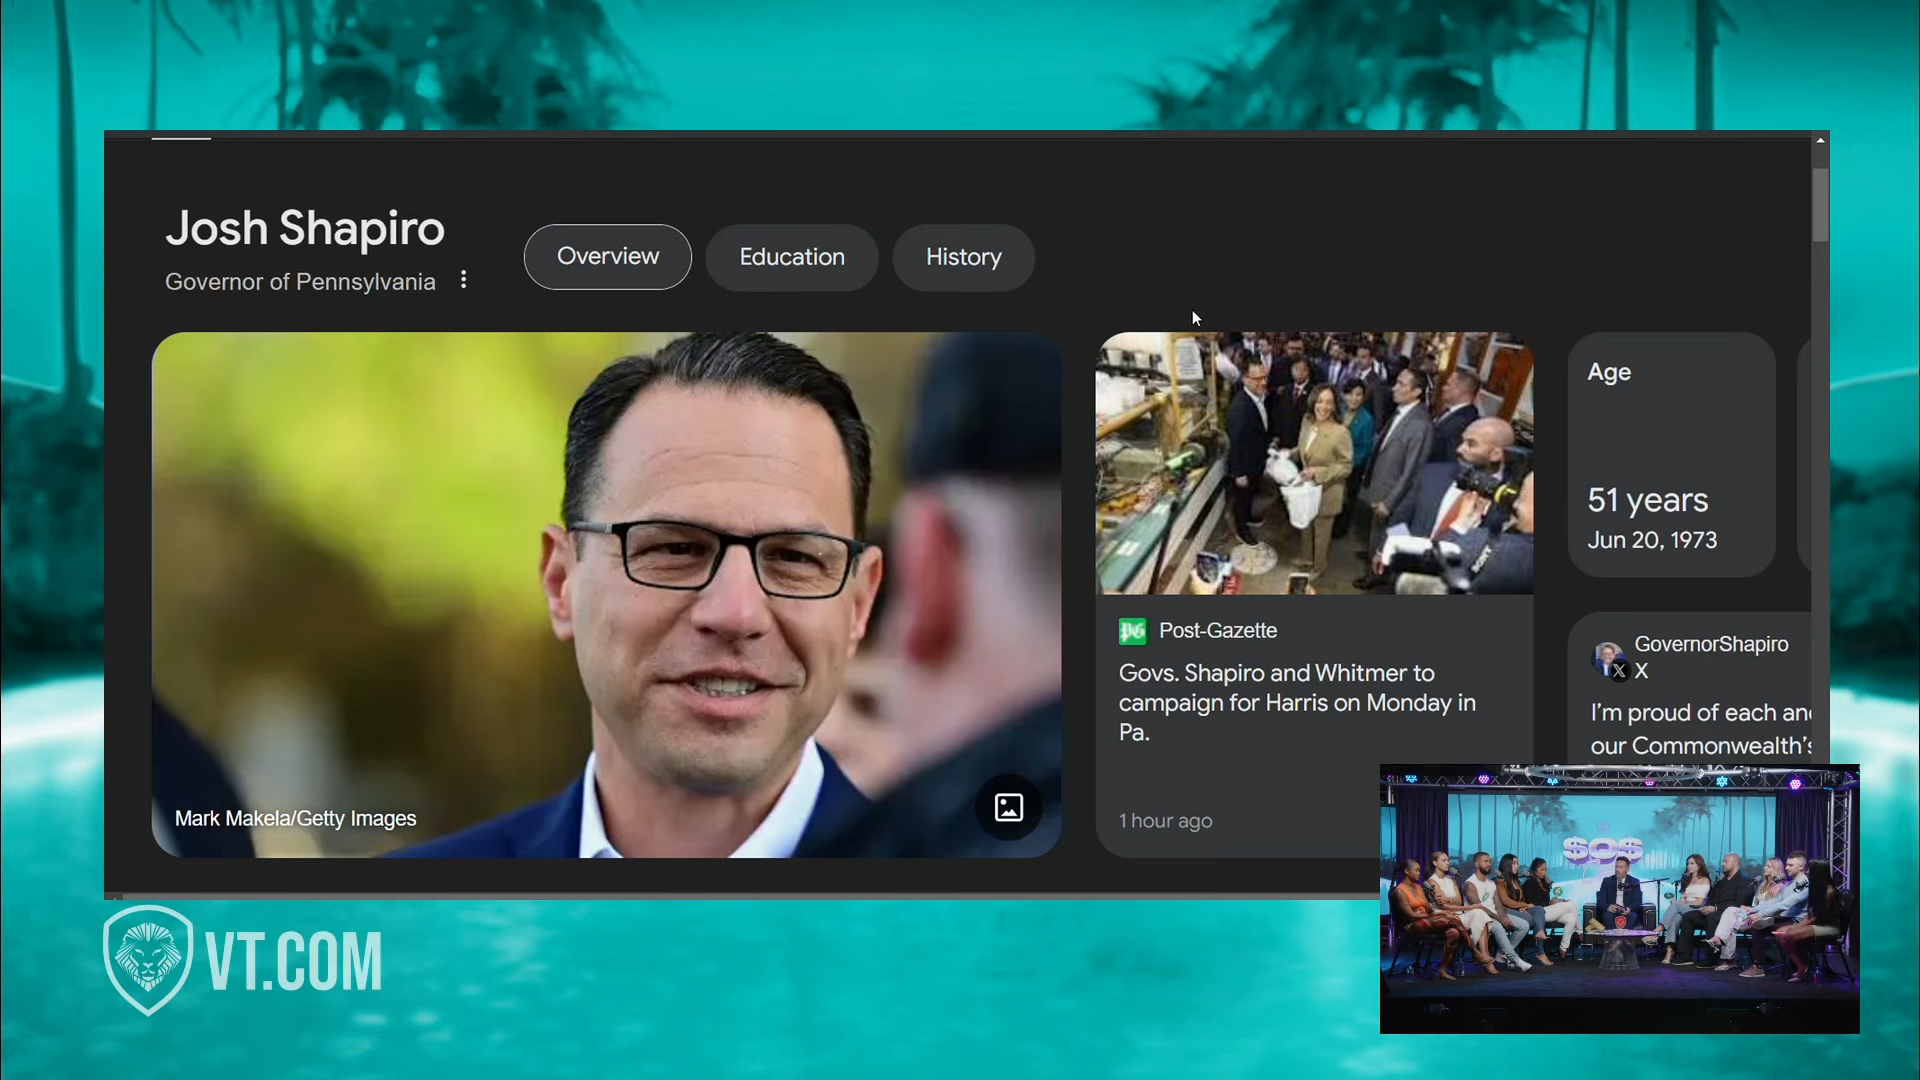 Josh Shapiro
Governor of Pennsylvania
Overview
Education
History
Mark Makela/Getty Images
PG Post-Gazette
Govs. Shapiro and Whitmer to
campaign for Harris on Monday in
Pa.
1 hour ago
Age
51 years
Jun 20, 1973
GovernorShapiro
X
I'm proud of each an
our Commonwealth's
SOS
VT.COM